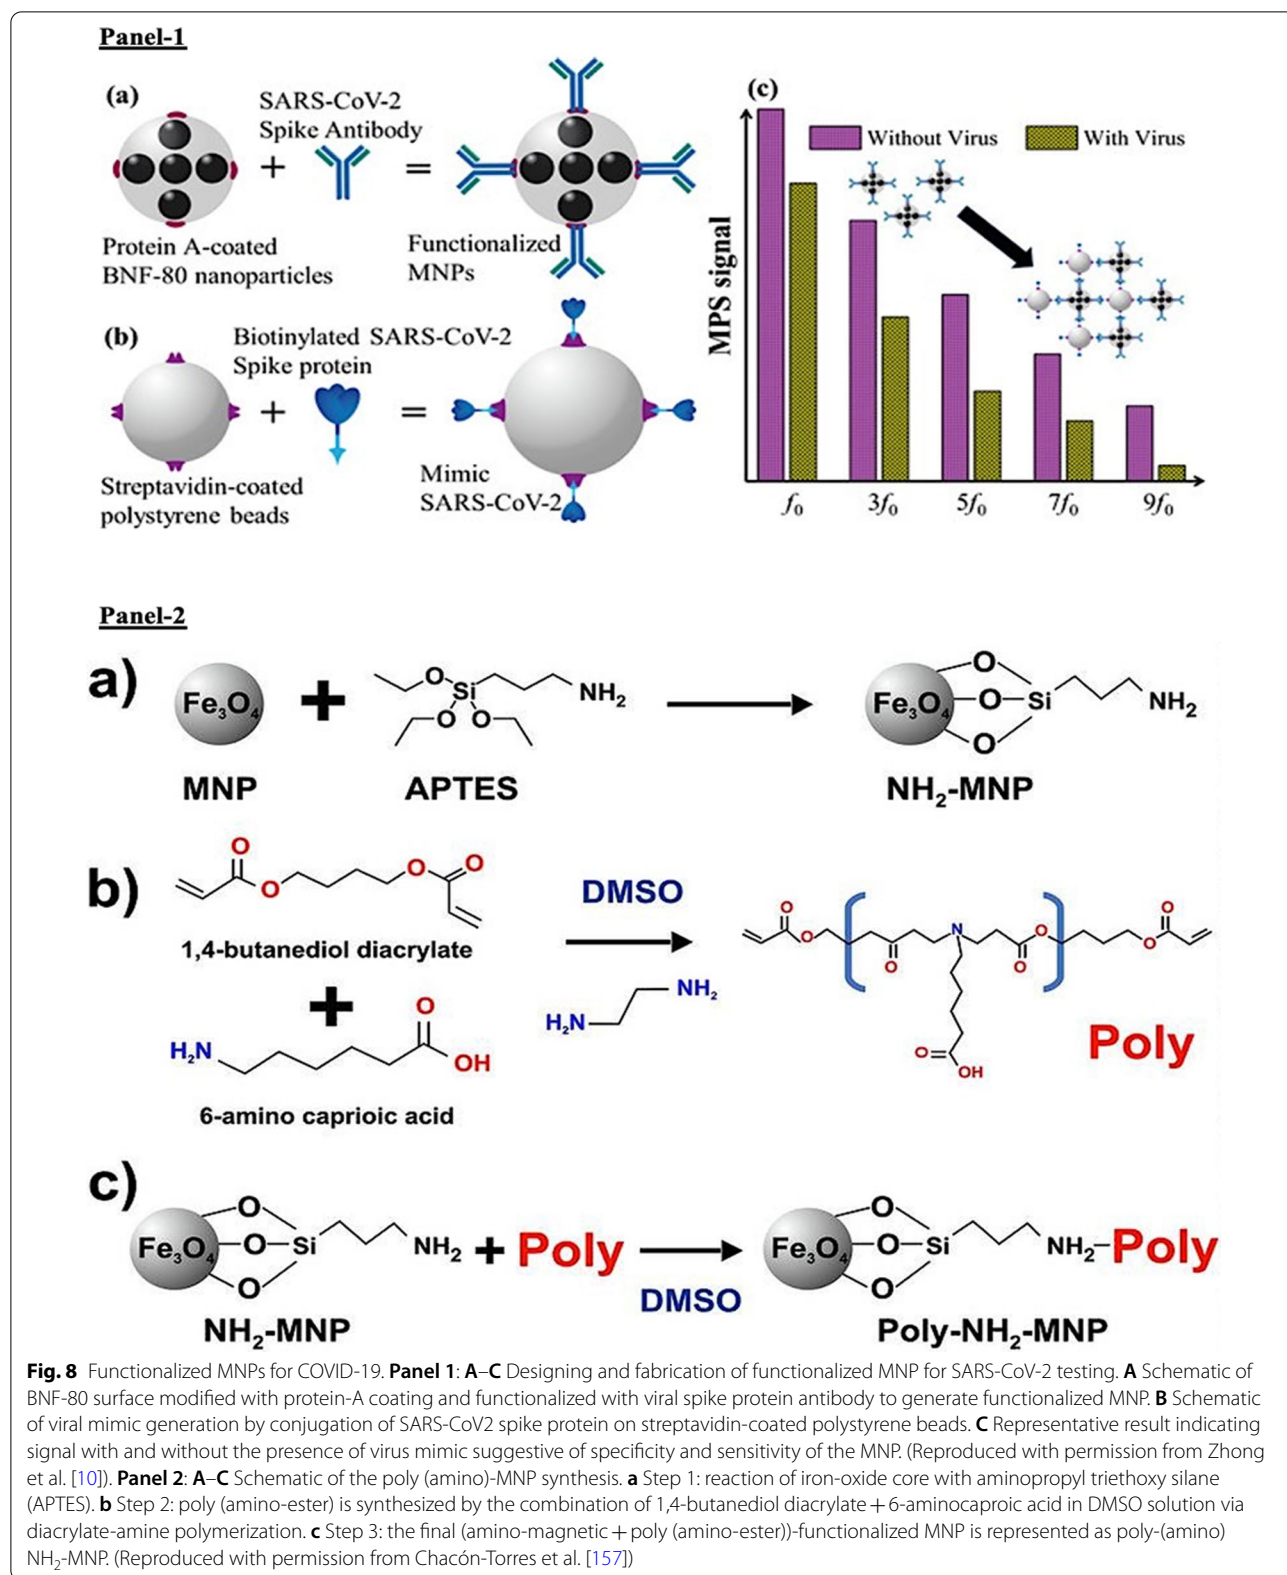 Panel-1
(a)
SARS-CoV-2
Spike Antibody
+
=
Protein A-coated
BNF-80 nanoparticles
Functionalized
MNPs
(b)
Biotinylated SARS-CoV-2
Spike protein
+
=
Streptavidin-coated
polystyrene beads
Mimic
SARS-CoV-2
(c)
Without Virus
With Virus
MPS signal
f0 3f0 5f0 7f0 9f0
Panel-2
a)
Fe3O4 + O Si O O NH2 Fe3O4 O O O Si NH2
MNP APTES NH2-MNP
b)
O O O O
1,4-butanediol diacrylate
+
H2N O OH
6-amino caprioic acid
DMSO
H2N NH2
O O O N O O O O O OH
Poly
c)
Fe3O4 O O O Si NH2 + Poly Fe3O4 O O O Si NH2-Poly
DMSO
NH2-MNP Poly-NH2-MNP
Fig. 8 Functionalized MNPs for COVID-19. Panel 1: A–C Designing and fabrication of functionalized MNP for SARS-CoV-2 testing. A Schematic of
BNF-80 surface modified with protein-A coating and functionalized with viral spike protein antibody to generate functionalized MNP. B Schematic
of viral mimic generation by conjugation of SARS-CoV2 spike protein on streptavidin-coated polystyrene beads. C Representative result indicating
signal with and without the presence of virus mimic suggestive of specificity and sensitivity of the MNP. (Reproduced with permission from Zhong
et al. [10]). Panel 2: A–C Schematic of the poly (amino)-MNP synthesis. a Step 1: reaction of iron-oxide core with aminopropyl triethoxy silane
(APTES). b Step 2: poly (amino-ester) is synthesized by the combination of 1,4-butanediol diacrylate + 6-aminocaproic acid in DMSO solution via
diacrylate-amine polymerization. c Step 3: the final (amino-magnetic + poly (amino-ester))-functionalized MNP is represented as poly-(amino)
NH2-MNP. (Reproduced with permission from Chacón-Torres et al. [157])